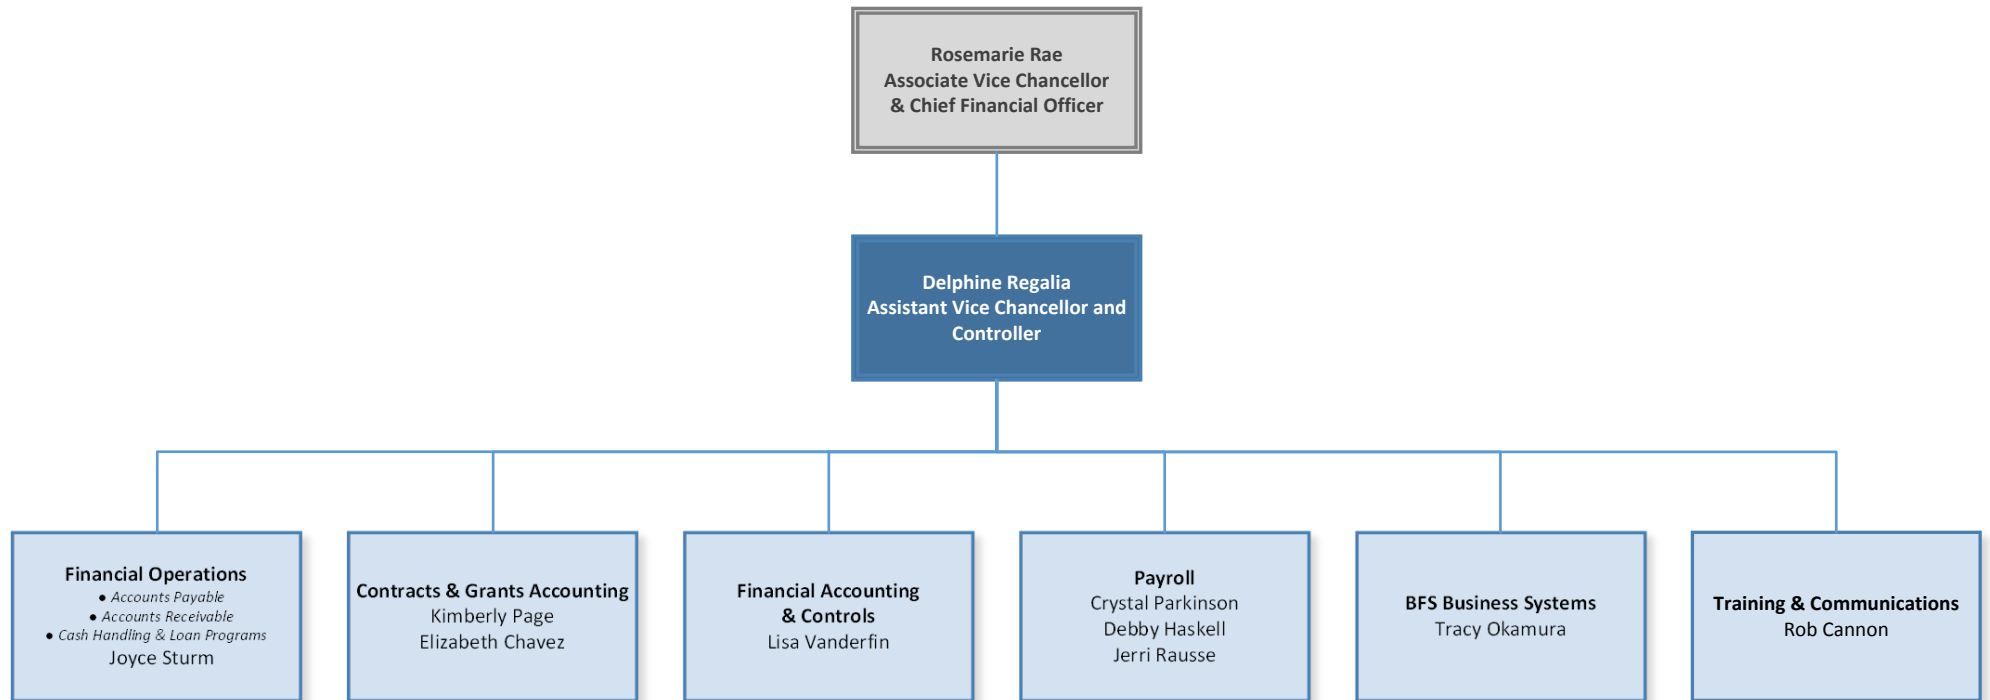 Rosemarie Rae
Associate Vice Chancellor
& Chief Financial Officer
Delphine Regalia
Assistant Vice Chancellor and
Controller
Financial Operations
● Accounts Payable
● Accounts Receivable
● Cash Handling & Loan Programs
Joyce Sturm
Contracts & Grants Accounting
Kimberly Page
Elizabeth Chavez
Financial Accounting
& Controls
Lisa Vanderfin
Payroll
Crystal Parkinson
Debby Haskell
Jerri Rausse
BFS Business Systems
Tracy Okamura
Training & Communications
Rob Cannon